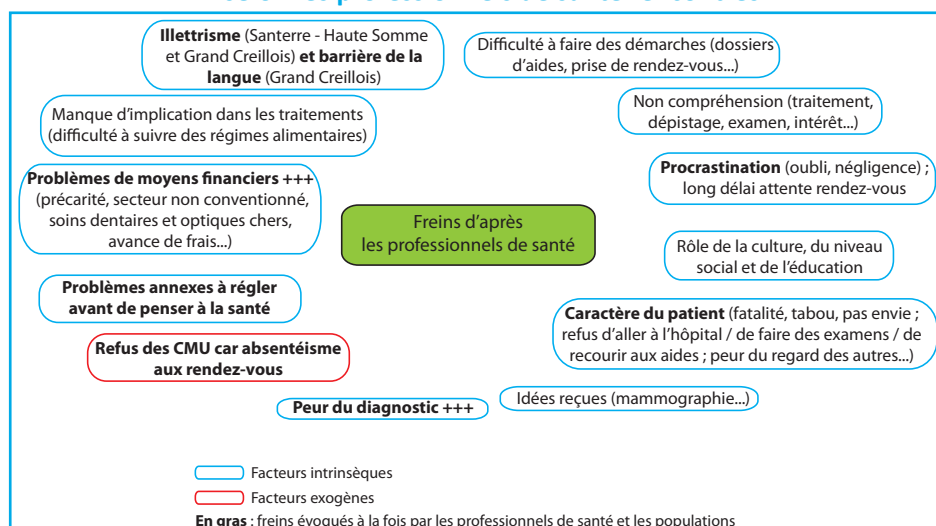 Illettrisme (Santerre - Haute Somme
et Grand Creillois) et barrière de la
langue (Grand Creillois)
Difficulté à faire des démarches (dossiers
d'aides, prise de rendez-vous...)
Manque d'implication dans les traitements
(difficulté à suivre des régimes alimentaires)
Non compréhension (traitement,
dépistage, examen, intérêt...)
Problèmes de moyens financiers +++
(précarité, secteur non conventionné,
soins dentaires et optiques chers,
avance de frais...)
Procrastination (oubli, négligence) ;
long délai attente rendez-vous
Freins d'après
les professionnels de santé
Rôle de la culture, du niveau
social et de l'éducation
Problèmes annexes à régler
avant de penser à la santé
Caractère du patient (fatalité, tabou, pas envie ;
refus d'aller à l'hôpital / de faire des examens / de
recourir aux aides ; peur du regard des autres...)
Refus des CMU car absentéisme
aux rendez-vous
Peur du diagnostic +++
Idées reçues (mammographie...)
Facteurs intrinsèques
Facteurs exogènes
En gras : freins évoqués à la fois par les professionnels de santé et les populations